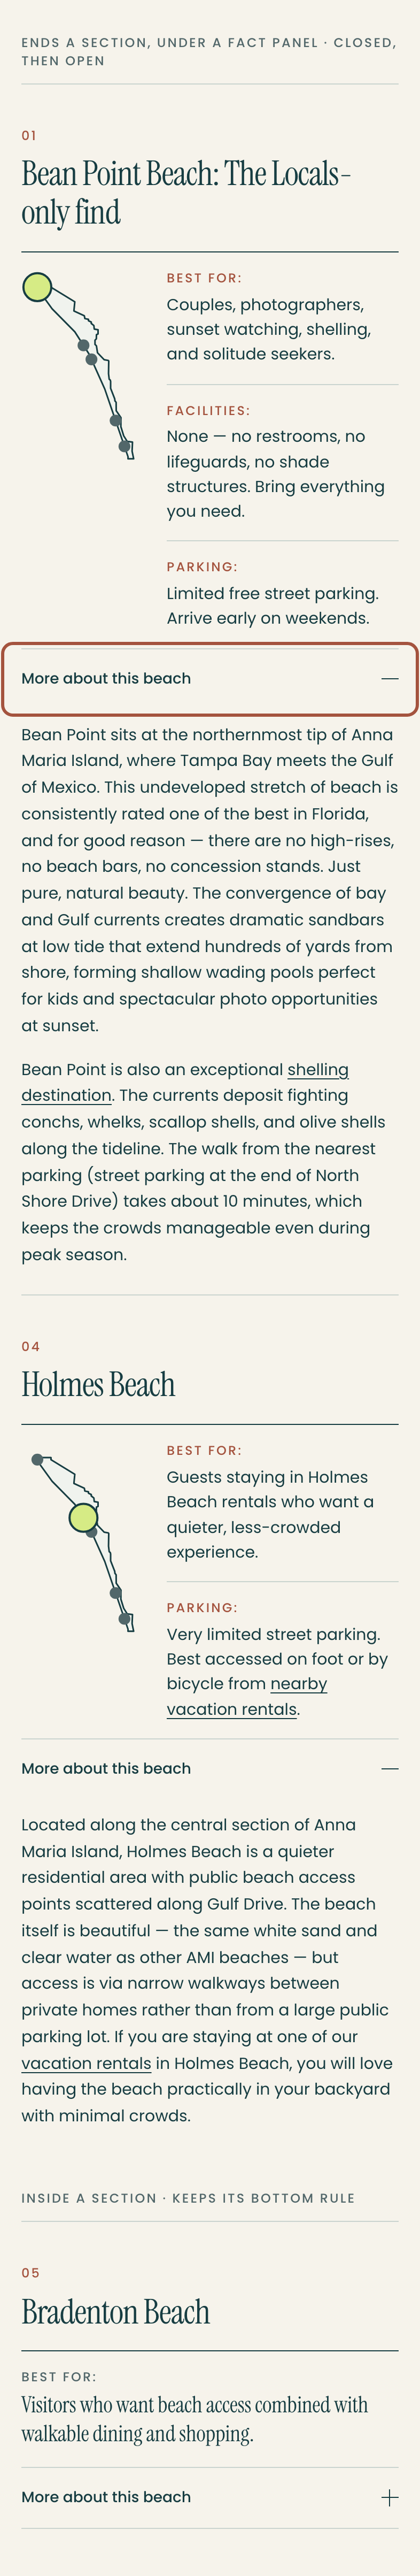 ENDS A SECTION, UNDER A FACT PANEL · CLOSED,
THEN OPEN
01
Bean Point Beach: The Locals-
only find
BEST FOR:
Couples, photographers,
sunset watching, shelling,
and solitude seekers.
FACILITIES:
None — no restrooms, no
lifeguards, no shade
structures. Bring everything
you need.
PARKING:
Limited free street parking.
Arrive early on weekends.
More about this beach
Bean Point sits at the northernmost tip of Anna
Maria Island, where Tampa Bay meets the Gulf
of Mexico. This undeveloped stretch of beach is
consistently rated one of the best in Florida,
and for good reason — there are no high-rises,
no beach bars, no concession stands. Just
pure, natural beauty. The convergence of bay
and Gulf currents creates dramatic sandbars
at low tide that extend hundreds of yards from
shore, forming shallow wading pools perfect
for kids and spectacular photo opportunities
at sunset.
Bean Point is also an exceptional shelling
destination. The currents deposit fighting
conchs, whelks, scallop shells, and olive shells
along the tideline. The walk from the nearest
parking (street parking at the end of North
Shore Drive) takes about 10 minutes, which
keeps the crowds manageable even during
peak season.
04
Holmes Beach
BEST FOR:
Guests staying in Holmes
Beach rentals who want a
quieter, less-crowded
experience.
PARKING:
Very limited street parking.
Best accessed on foot or by
bicycle from nearby
vacation rentals.
More about this beach
Located along the central section of Anna
Maria Island, Holmes Beach is a quieter
residential area with public beach access
points scattered along Gulf Drive. The beach
itself is beautiful — the same white sand and
clear water as other AMI beaches — but
access is via narrow walkways between
private homes rather than from a large public
parking lot. If you are staying at one of our
vacation rentals in Holmes Beach, you will love
having the beach practically in your backyard
with minimal crowds.
INSIDE A SECTION · KEEPS ITS BOTTOM RULE
05
Bradenton Beach
BEST FOR:
Visitors who want beach access combined with
walkable dining and shopping.
More about this beach